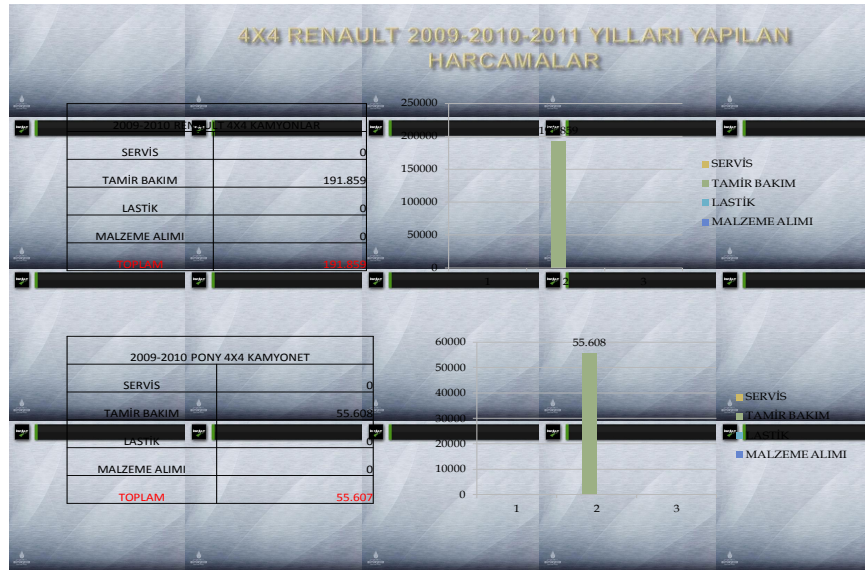 4X4 RENAULT 2009-2010-2011 YILLARI YAPILAN
HARCAMALAR
2009-2010 RENAULT 4X4 KAMYONLAR
SERVİS 0
TAMİR BAKIM 191.859
LASTİK 0
MALZEME ALIMI 0
TOPLAM 191.859
250000
200000
150000
100000
50000
0
191.859
1 2 3
SERVİS
TAMİR BAKIM
LASTİK
MALZEME ALIMI
2009-2010 PONY 4X4 KAMYONET
SERVİS 0
TAMİR BAKIM 55.608
LASTİK 0
MALZEME ALIMI 0
TOPLAM 55.607
60000
50000
40000
30000
20000
10000
0
55.608
1 2 3
SERVİS
TAMİR BAKIM
LASTİK
MALZEME ALIMI